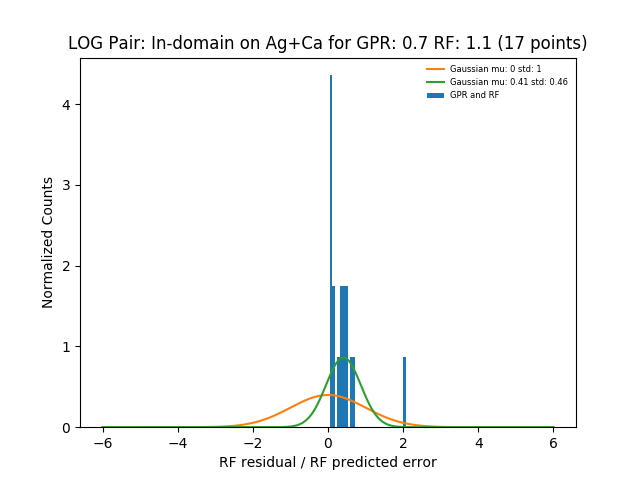 LOG Pair: In-domain on Ag+Ca for GPR: 0.7 RF: 1.1 (17 points)
Gaussian mu: 0 std: 1
Gaussian mu: 0.41 std: 0.46
GPR and RF
Normalized Counts
4
3
2
1
0
−6
−4
−2
0
2
4
6
RF residual / RF predicted error